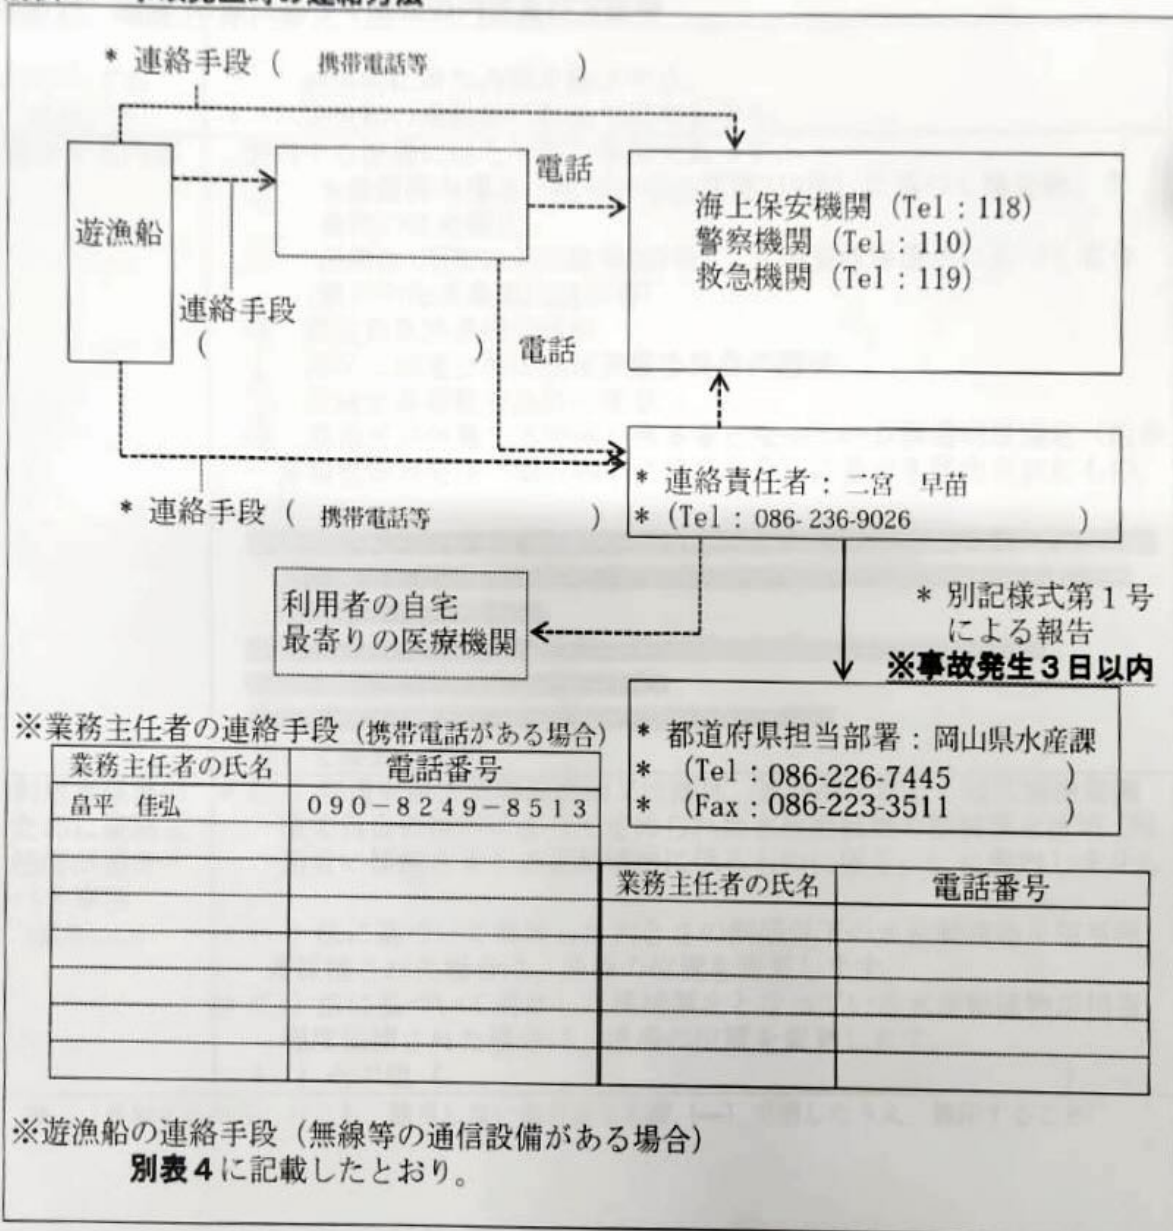 事故発生時の連絡方法
* 連絡手段 ( 携帯電話等 )
電話
遊漁船
海上保安機関 (Tel：118)
警察機関 (Tel：110)
救急機関 (Tel：119)
連絡手段
( )
電話
* 連絡責任者：二宮 早苗
* (Tel：086-236-9026 )
* 連絡手段 ( 携帯電話等 )
利用者の自宅
最寄りの医療機関
* 別記様式第１号
による報告
※事故発生３日以内
* 都道府県担当部署：岡山県水産課
* (Tel：086-226-7445 )
* (Fax：086-223-3511 )
※業務主任者の連絡手段（携帯電話がある場合）
業務主任者の氏名 電話番号
畠平 佳弘 ０９０－８２４９－８５１３
業務主任者の氏名 電話番号
※遊漁船の連絡手段（無線等の通信設備がある場合）
別表４に記載したとおり。